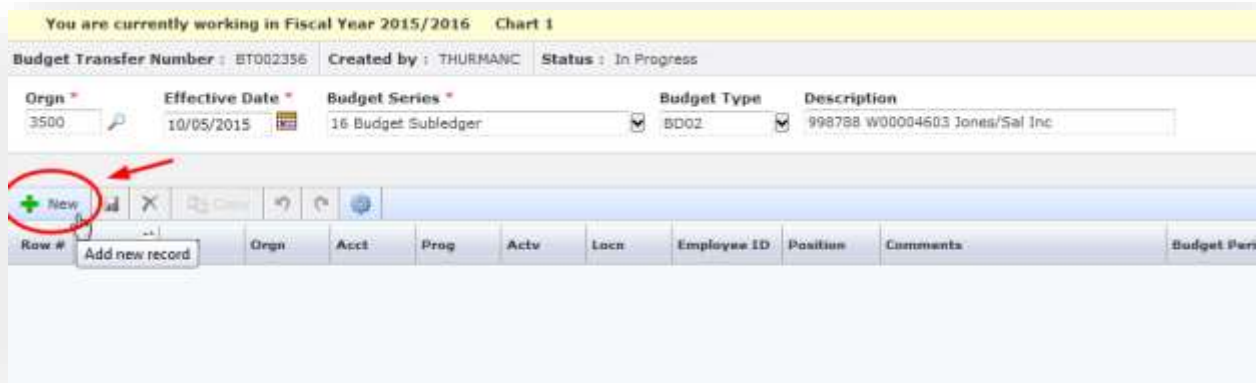 You are currently working in Fiscal Year 2015/2016 Chart 1
Budget Transfer Number : BT002356 Created by : THURMANC Status : In Progress
Orgn * Effective Date * Budget Series * Budget Type Description
3500 10/05/2015 16 Budget Subledger BD02 998788 W00004603 Jones/Sal Inc
New Copy
Row # Orgn Acct Prog Actv Locn Employee ID Position Comments Budget Peri
Add new record